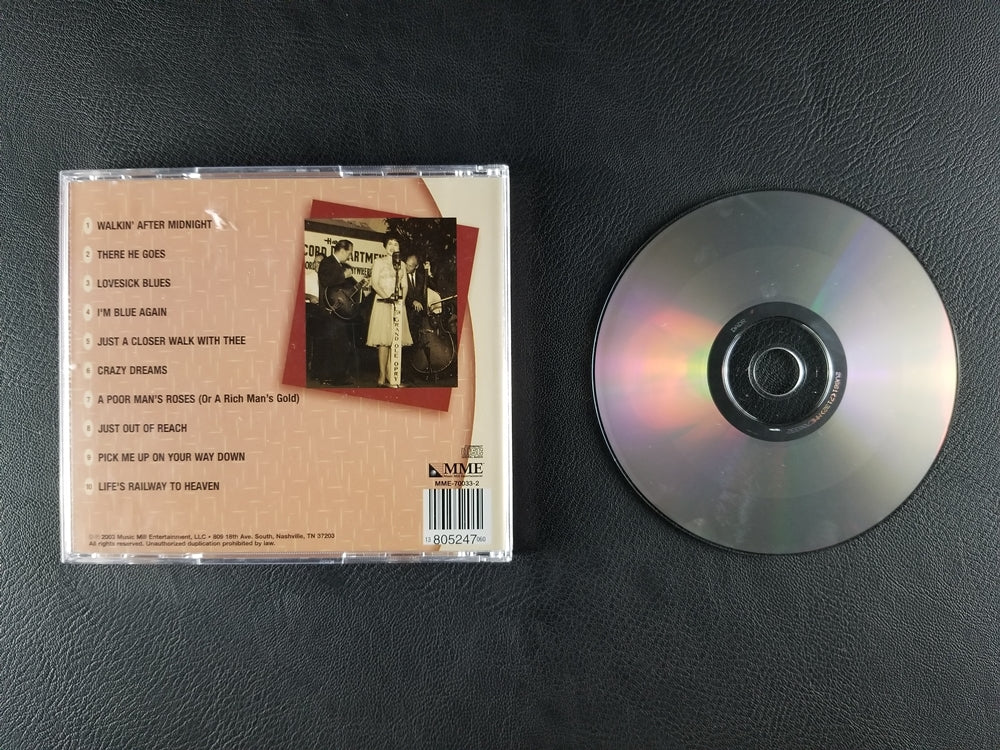 1 WALKIN' AFTER MIDNIGHT
2 THERE HE GOES
3 LOVESICK BLUES
4 I'M BLUE AGAIN
5 JUST A CLOSER WALK WITH THEE
6 CRAZY DREAMS
7 A POOR MAN'S ROSES (Or A Rich Man's Gold)
8 JUST OUT OF REACH
9 PICK ME UP ON YOUR WAY DOWN
10 LIFE'S RAILWAY TO HEAVEN
GRAND OLE OPRY
MME
MME-70033-2
805247
© ℗ 2003 Music Mill Entertainment, LLC • 809 18th Ave. South, Nashville, TN 37203
All rights reserved. Unauthorized duplication prohibited by law.